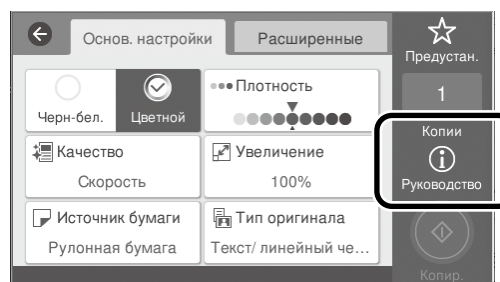 Основ. настройки
Расширенные
Предустан.
Черн-бел.
Цветной
Плотность
1
Копии
Качество
Скорость
Увеличение
100%
Руководство
Источник бумаги
Рулонная бумага
Тип оригинала
Текст/ линейный че...
Копир.